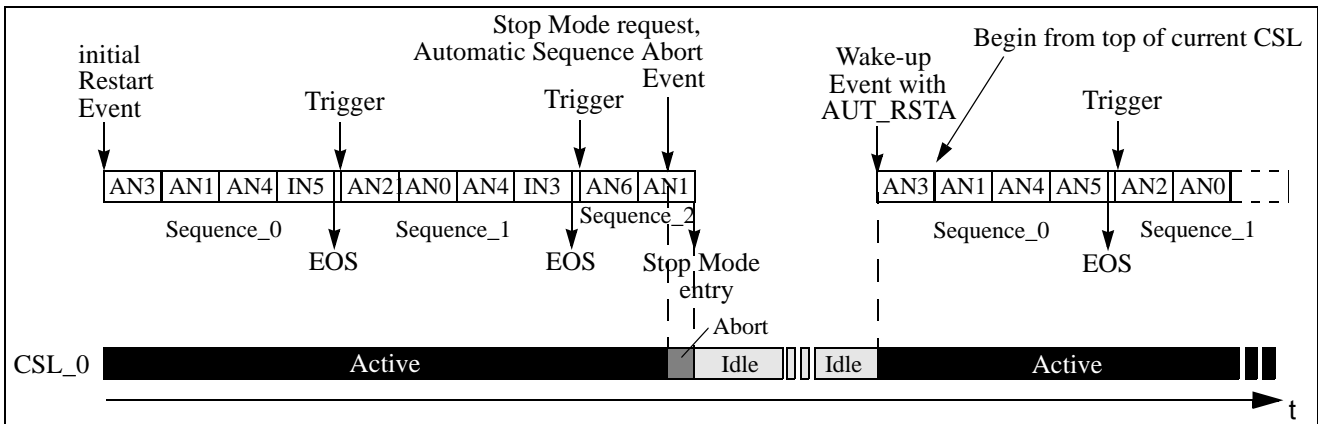 Stop Mode request,
Automatic Sequence Abort
Event
initial
Restart
Event
Trigger
Trigger
Wake-up
Event with
AUT_RSTA
Begin from top of current CSL
Trigger
AN3 AN1 AN4 IN5 AN21 AN0 AN4 IN3 AN6 AN1
AN3 AN1 AN4 AN5 AN2 AN0
Sequence_0
Sequence_1
Sequence_2
Sequence_0
Sequence_1
EOS
EOS
Stop Mode
entry
EOS
Abort
CSL_0
Active
Idle
Idle
Active
t